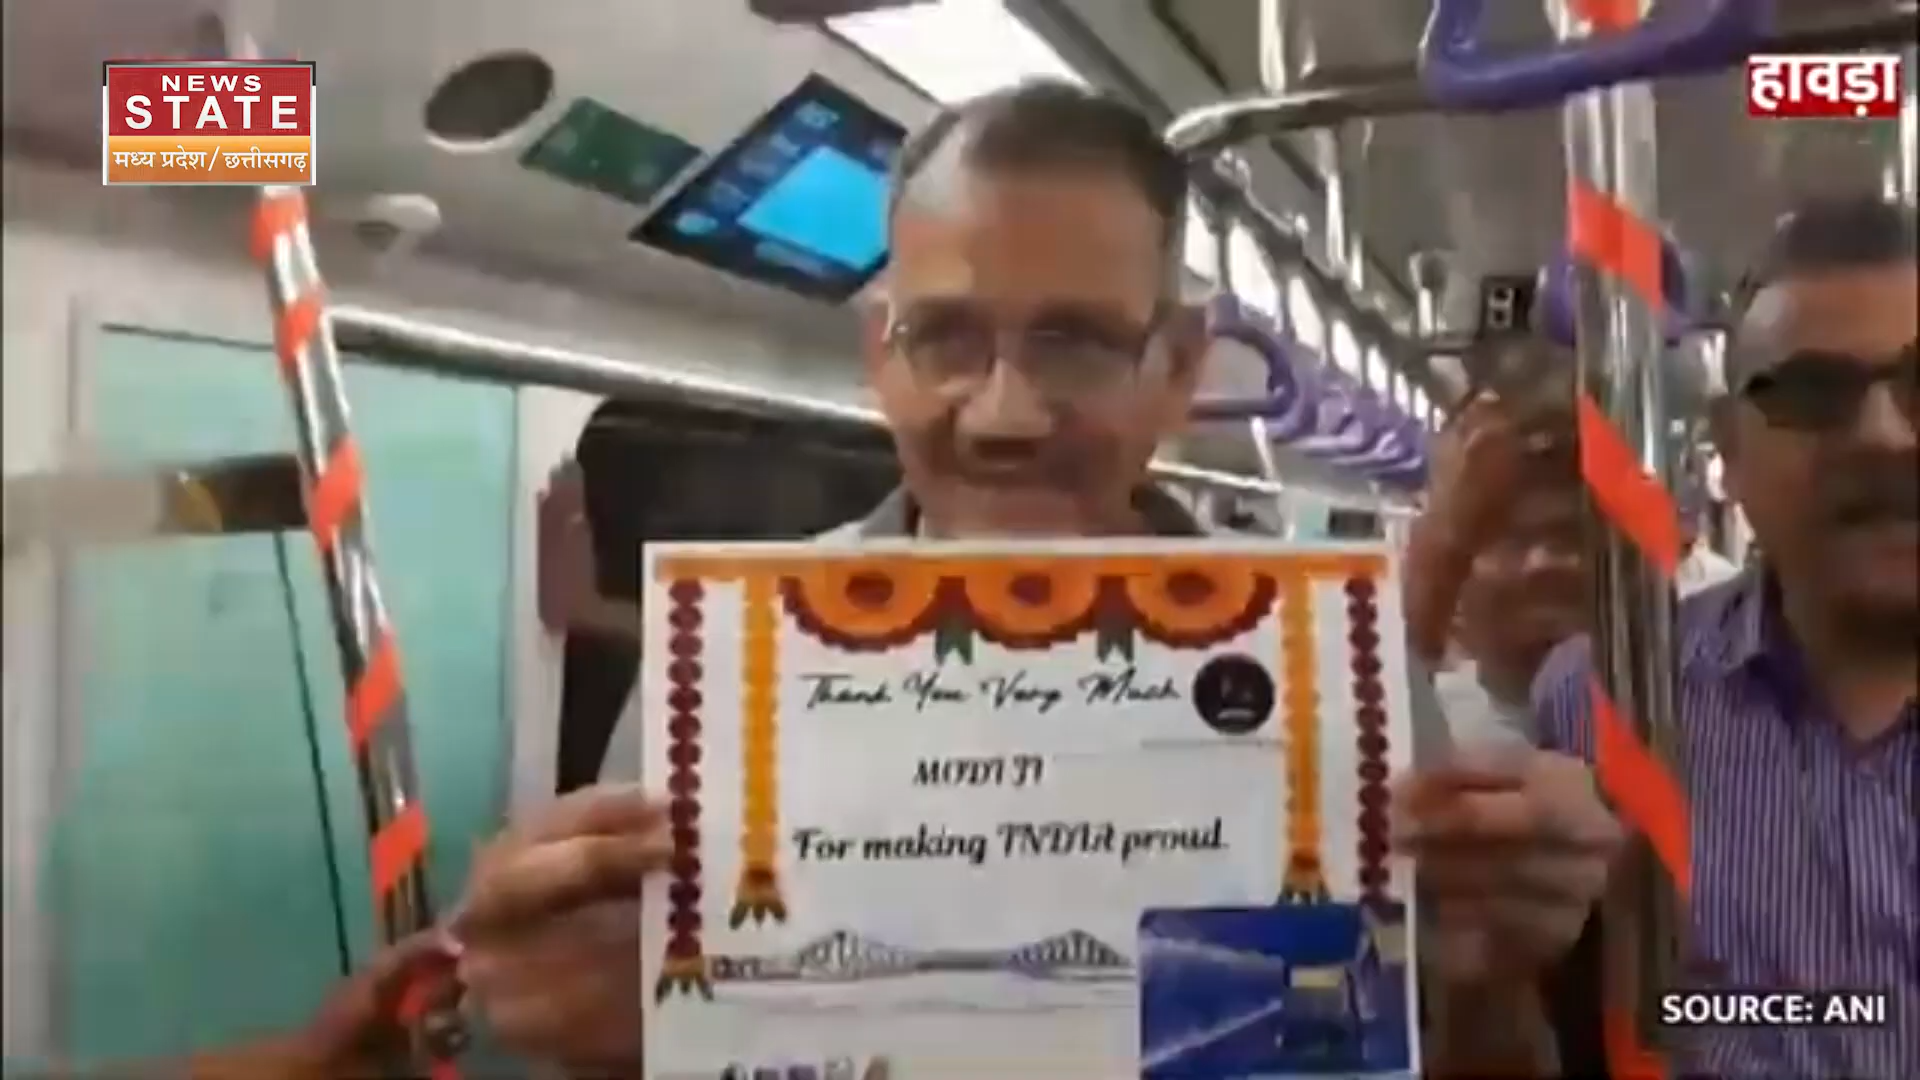 NEWS
STATE
मध्य प्रदेश/छत्तीसगढ़
हावड़ा
Thank You Very Much
MODI JI
For making INDIA proud.
SOURCE: ANI